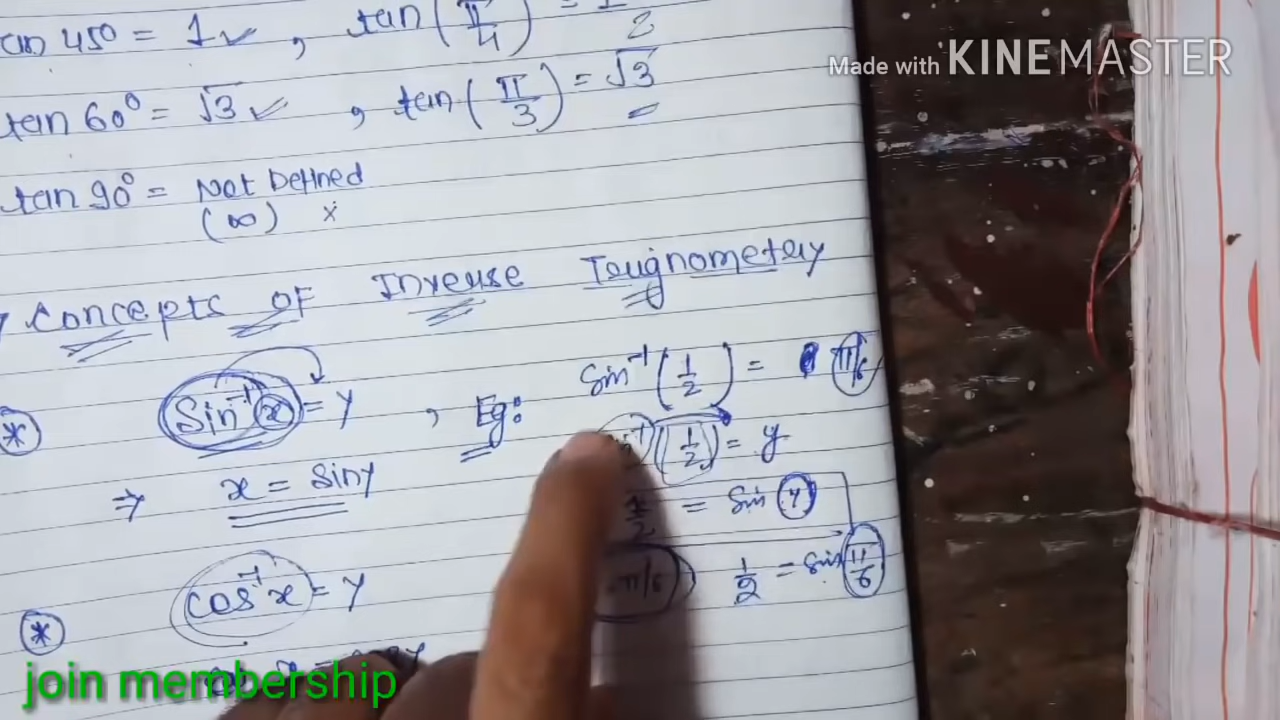 tan 45° = 1 , tan(π/4) = 1
Made with KINEMASTER
tan 60° = √3 , tan(π/3) = √3
tan 90° = Not Defined
(∞) ×
Concepts OF Inverse Trignometry
* Sin⁻¹x = y , Eg: Sin⁻¹(1/2) = π/6
(1/2) = y
⇒ x = Siny
= Sin y
π/6 1/2 = Sin π/6
* Cos⁻¹x = y
join membership